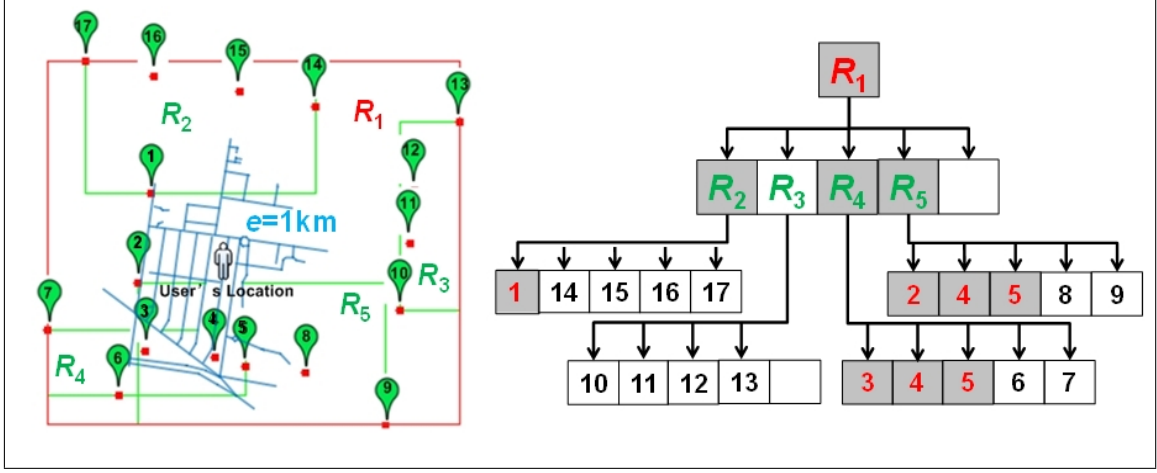 17
16
15
14
13
R2
R1
1
12
11
e=1km
2
10
R3
User's Location
7
R5
3
4
5
8
R4
6
9
R1
R2 R3 R4 R5
1 14 15 16 17
2 4 5 8 9
10 11 12 13
3 4 5 6 7